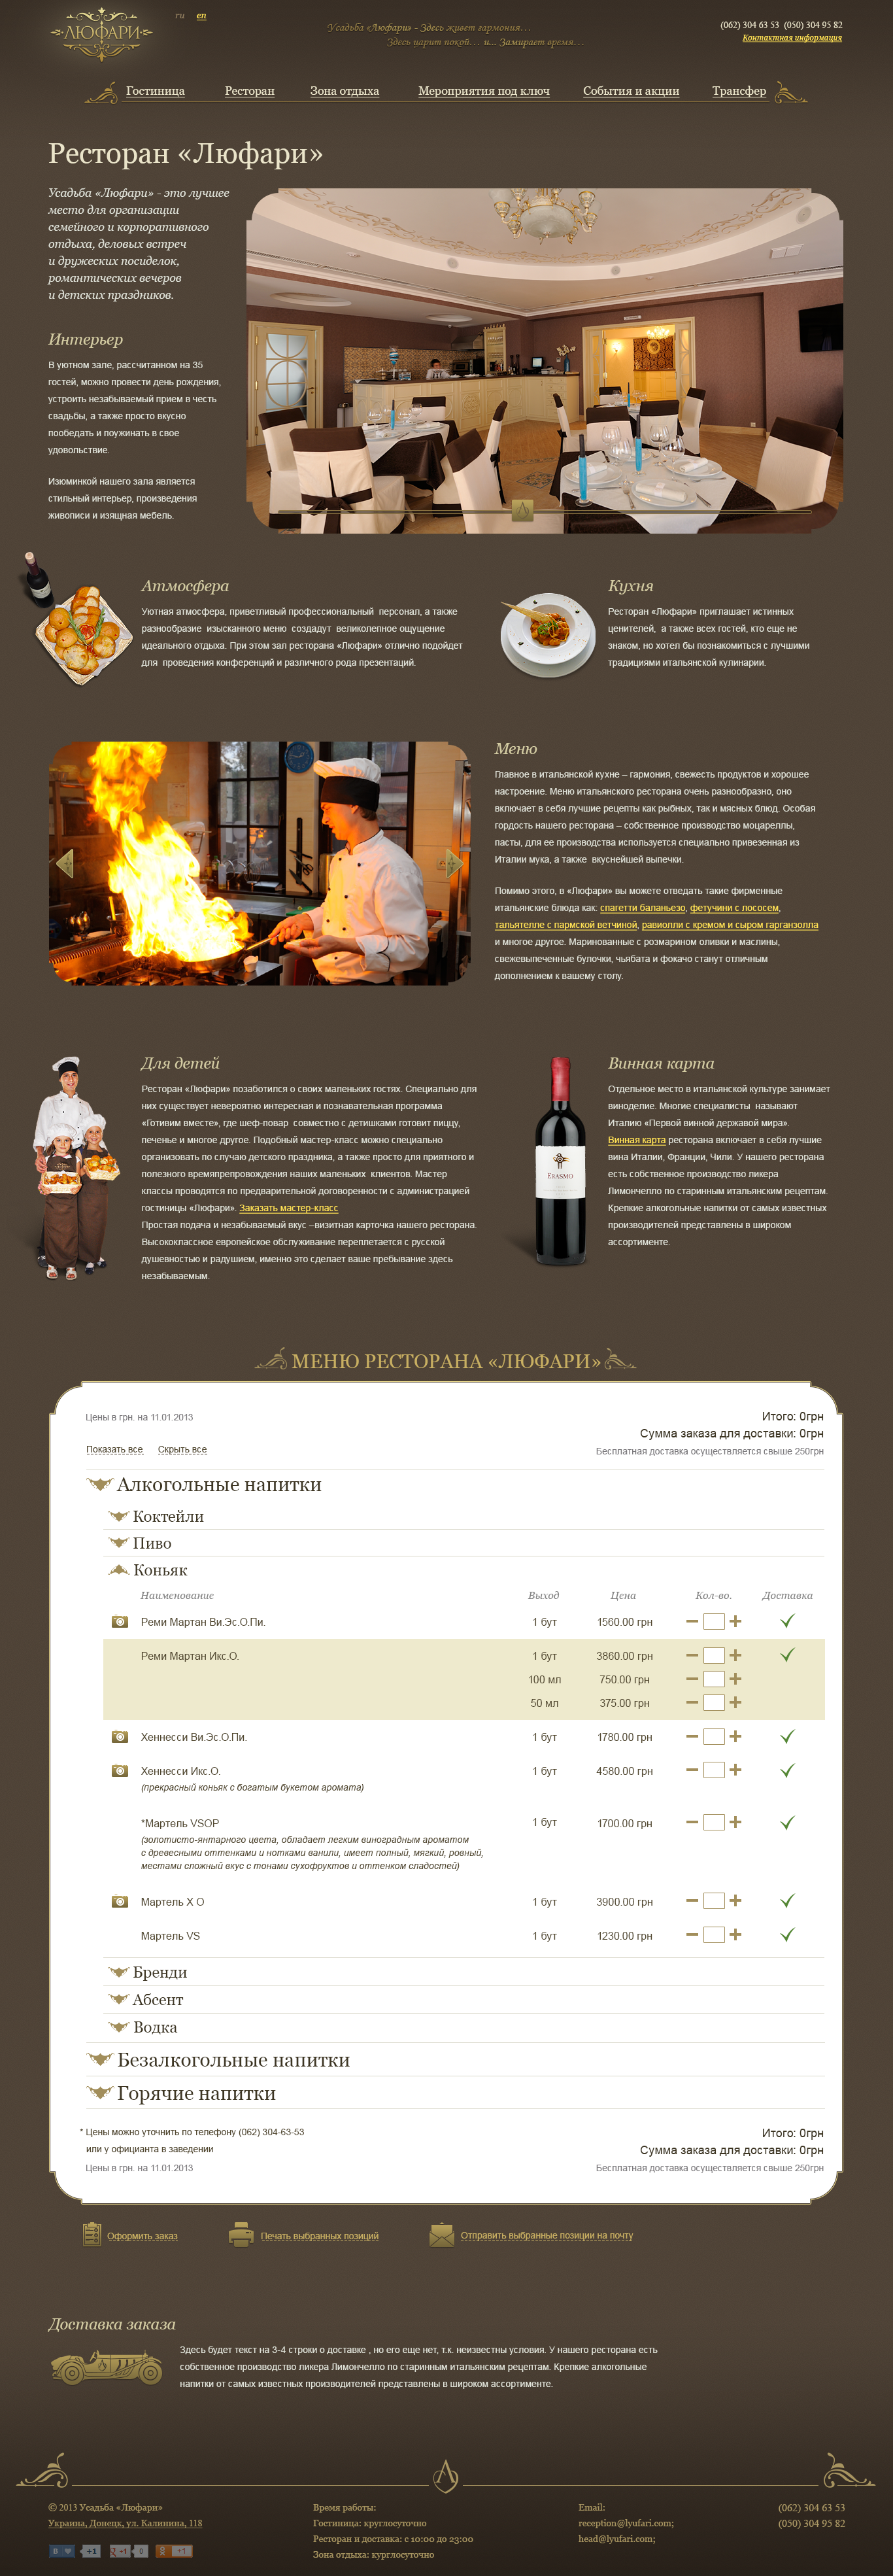 ЛЮФАРИ
ru en
Усадьба «Люфари» - Здесь живет гармония...
Здесь царит покой... и... Замирает время...
(062) 304 63 53 (050) 304 95 82
Контактная информация
Гостиница Ресторан Зона отдыха Мероприятия под ключ События и акции Трансфер
Ресторан «Люфари»
Усадьба «Люфари» - это лучшее
место для организации
семейного и корпоративного
отдыха, деловых встреч
и дружеских посиделок,
романтических вечеров
и детских праздников.
Интерьер
В уютном зале, рассчитанном на 35
гостей, можно провести день рождения,
устроить незабываемый прием в честь
свадьбы, а также просто вкусно
пообедать и поужинать в свое
удовольствие.
Изюминкой нашего зала является
стильный интерьер, произведения
живописи и изящная мебель.
Атмосфера
Уютная атмосфера, приветливый профессиональный персонал, а также
разнообразие изысканного меню создадут великолепное ощущение
идеального отдыха. При этом зал ресторана «Люфари» отлично подойдет
для проведения конференций и различного рода презентаций.
Кухня
Ресторан «Люфари» приглашает истинных
ценителей, а также всех гостей, кто еще не
знаком, но хотел бы познакомиться с лучшими
традициями итальянской кулинарии.
Меню
Главное в итальянской кухне – гармония, свежесть продуктов и хорошее
настроение. Меню итальянского ресторана очень разнообразно, оно
включает в себя лучшие рецепты как рыбных, так и мясных блюд. Особая
гордость нашего ресторана – собственное производство моцареллы,
пасты, для ее производства используется специально привезенная из
Италии мука, а также вкуснейшей выпечки.
Помимо этого, в «Люфари» вы можете отведать такие фирменные
итальянские блюда как: спагетти баланьезо, фетучини с лососем,
тальятелле с пармской ветчиной, равиолли с кремом и сыром гарганзолла
и многое другое. Маринованные с розмарином оливки и маслины,
свежевыпеченные булочки, чьябата и фокачо станут отличным
дополнением к вашему столу.
Для детей
Ресторан «Люфари» позаботился о своих маленьких гостях. Специально для
них существует невероятно интересная и познавательная программа
«Готивим вместе», где шеф-повар совместно с детишками готовит пиццу,
печенье и многое другое. Подобный мастер-класс можно специально
организовать по случаю детского праздника, а также просто для приятного и
полезного времяпрепровождения наших маленьких клиентов. Мастер
классы проводятся по предварительной договоренности с администрацией
гостиницы «Люфари». Заказать мастер-класс
Простая подача и незабываемый вкус –визитная карточка нашего ресторана.
Высококлассное европейское обслуживание переплетается с русской
душевностью и радушием, именно это сделает ваше пребывание здесь
незабываемым.
ERASMO
Винная карта
Отдельное место в итальянской культуре занимает
виноделие. Многие специалисты называют
Италию «Первой винной державой мира».
Винная карта ресторана включает в себя лучшие
вина Италии, Франции, Чили. У нашего ресторана
есть собственное производство ликера
Лимончелло по старинным итальянским рецептам.
Крепкие алкогольные напитки от самых известных
производителей представлены в широком
ассортименте.
МЕНЮ РЕСТОРАНА «ЛЮФАРИ»
Цены в грн. на 11.01.2013
Итого: 0грн
Сумма заказа для доставки: 0грн
Показать все Скрыть все
Бесплатная доставка осуществляется свыше 250грн
Алкогольные напитки
Коктейли
Пиво
Коньяк
Наименование Выход Цена Кол-во. Доставка
Реми Мартан Ви.Эс.О.Пи. 1 бут 1560.00 грн
Реми Мартан Икс.О. 1 бут 3860.00 грн
100 мл 750.00 грн
50 мл 375.00 грн
Хеннесси Ви.Эс.О.Пи. 1 бут 1780.00 грн
Хеннесси Икс.О. 1 бут 4580.00 грн
(прекрасный коньяк с богатым букетом аромата)
*Мартель VSOP 1 бут 1700.00 грн
(золотисто-янтарного цвета, обладает легким виноградным ароматом
с древесными оттенками и нотками ванили, имеет полный, мягкий, ровный,
местами сложный вкус с тонами сухофруктов и оттенком сладостей)
Мартель Х О 1 бут 3900.00 грн
Мартель VS 1 бут 1230.00 грн
Бренди
Абсент
Водка
Безалкогольные напитки
Горячие напитки
* Цены можно уточнить по телефону (062) 304-63-53
или у официанта в заведении
Цены в грн. на 11.01.2013
Итого: 0грн
Сумма заказа для доставки: 0грн
Бесплатная доставка осуществляется свыше 250грн
Оформить заказ Печать выбранных позиций Отправить выбранные позиции на почту
Доставка заказа
Здесь будет текст на 3-4 строки о доставке , но его еще нет, т.к. неизвестны условия. У нашего ресторана есть
собственное производство ликера Лимончелло по старинным итальянским рецептам. Крепкие алкогольные
напитки от самых известных производителей представлены в широком ассортименте.
© 2013 Усадьба «Люфари»
Украина, Донецк, ул. Калинина, 118
Время работы:
Гостиница: круглосуточно
Ресторан и доставка: с 10:00 до 23:00
Зона отдыха: курглосуточно
Email:
reception@lyufari.com;
head@lyufari.com;
(062) 304 63 53
(050) 304 95 82
В +1 +1 0 +1